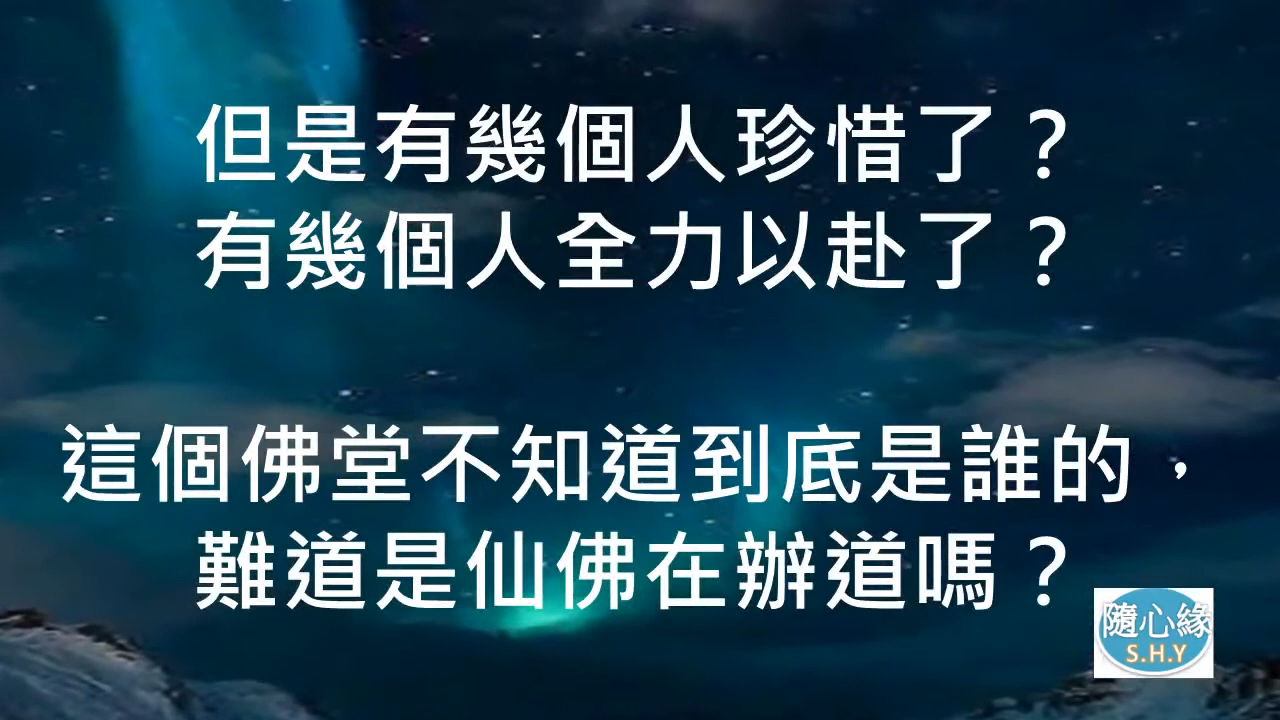 但是有幾個人珍惜了？
有幾個人全力以赴了？
這個佛堂不知道到底是誰的，
難道是仙佛在辦道嗎？
隨心緣
S.H.Y